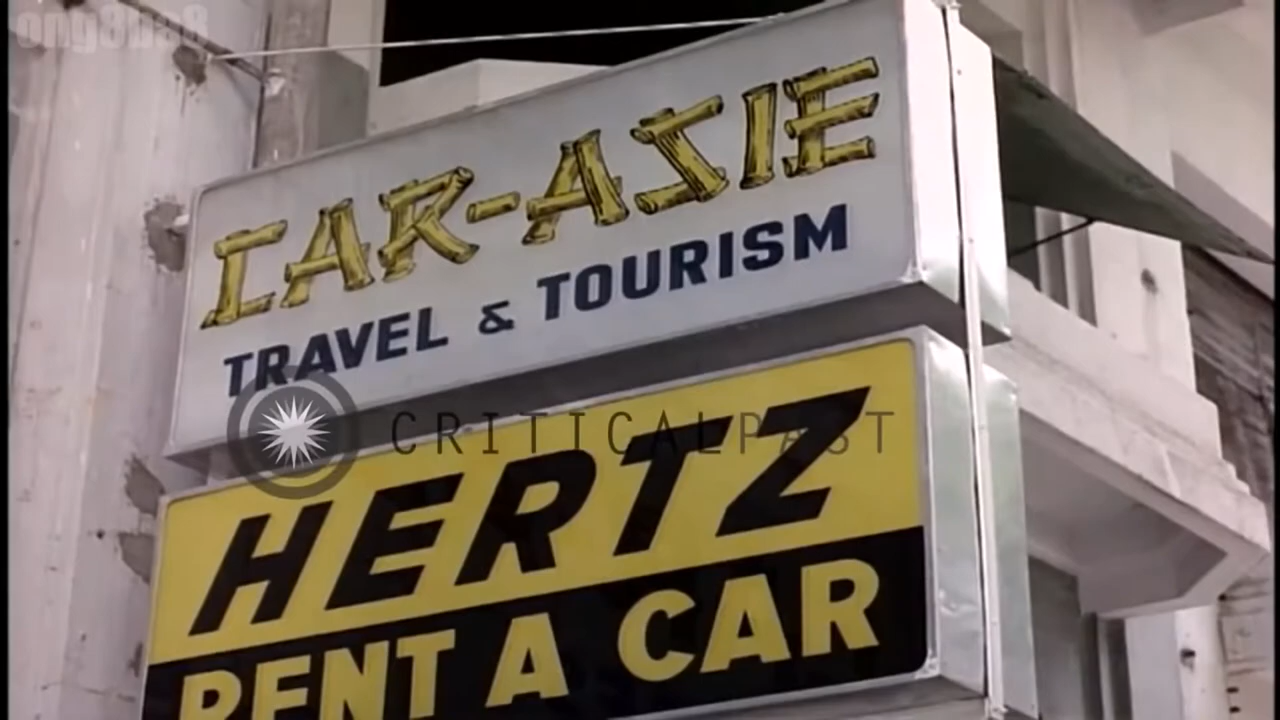 CAR-ASIE
TRAVEL & TOURISM
CRITICALPAST
HERTZ
RENT A CAR